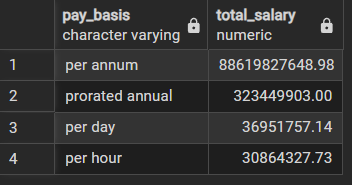 pay_basis total_salary
character varying numeric
1 per annum 88619827648.98
2 prorated annual 323449903.00
3 per day 36951757.14
4 per hour 30864327.73